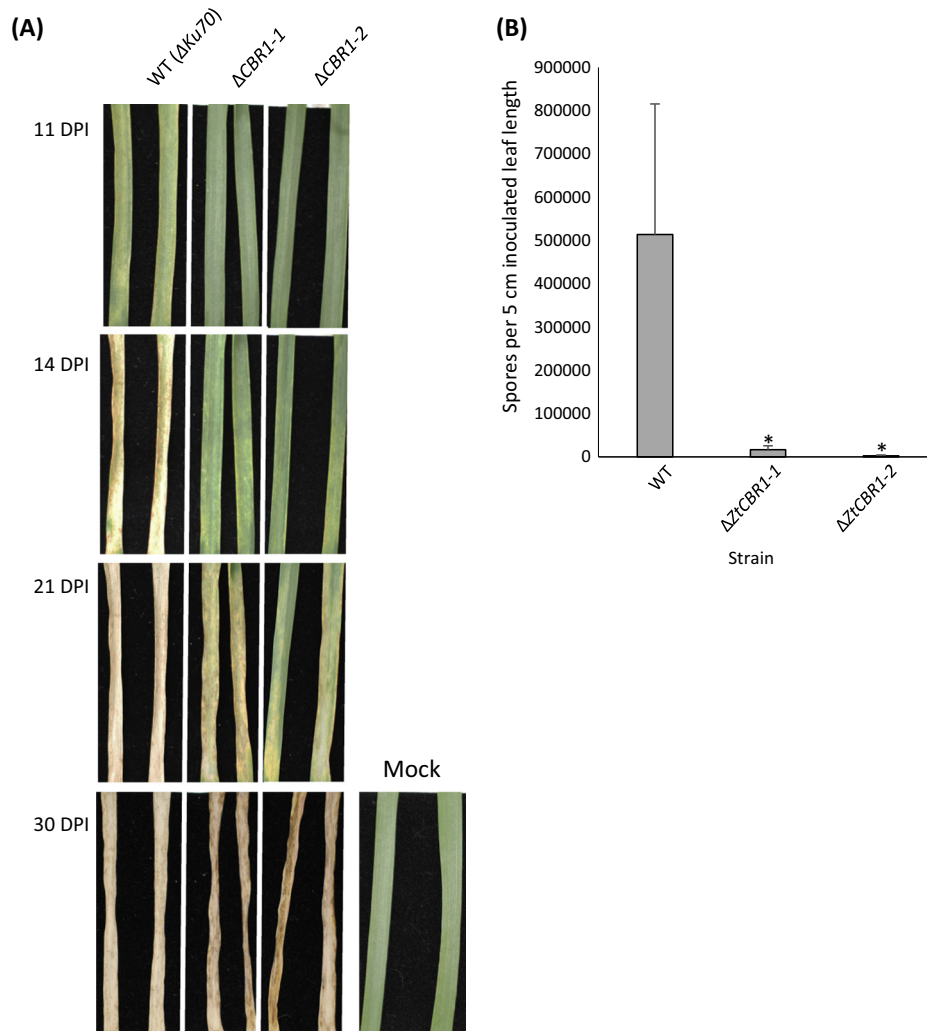 (A)
WT (ΔKu70)
ΔCBR1-1
ΔCBR1-2
11 DPI
14 DPI
21 DPI
30 DPI
Mock
(B)
Spores per 5 cm inoculated leaf length
900000
800000
700000
600000
500000
400000
300000
200000
100000
0
*
*
WT
ΔZtCBR1-1
ΔZtCBR1-2
Strain